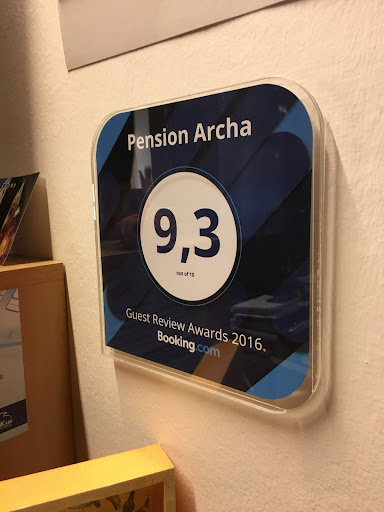 Pension Archa
9,3
out of 10
Guest Review Awards 2016.
Booking.com